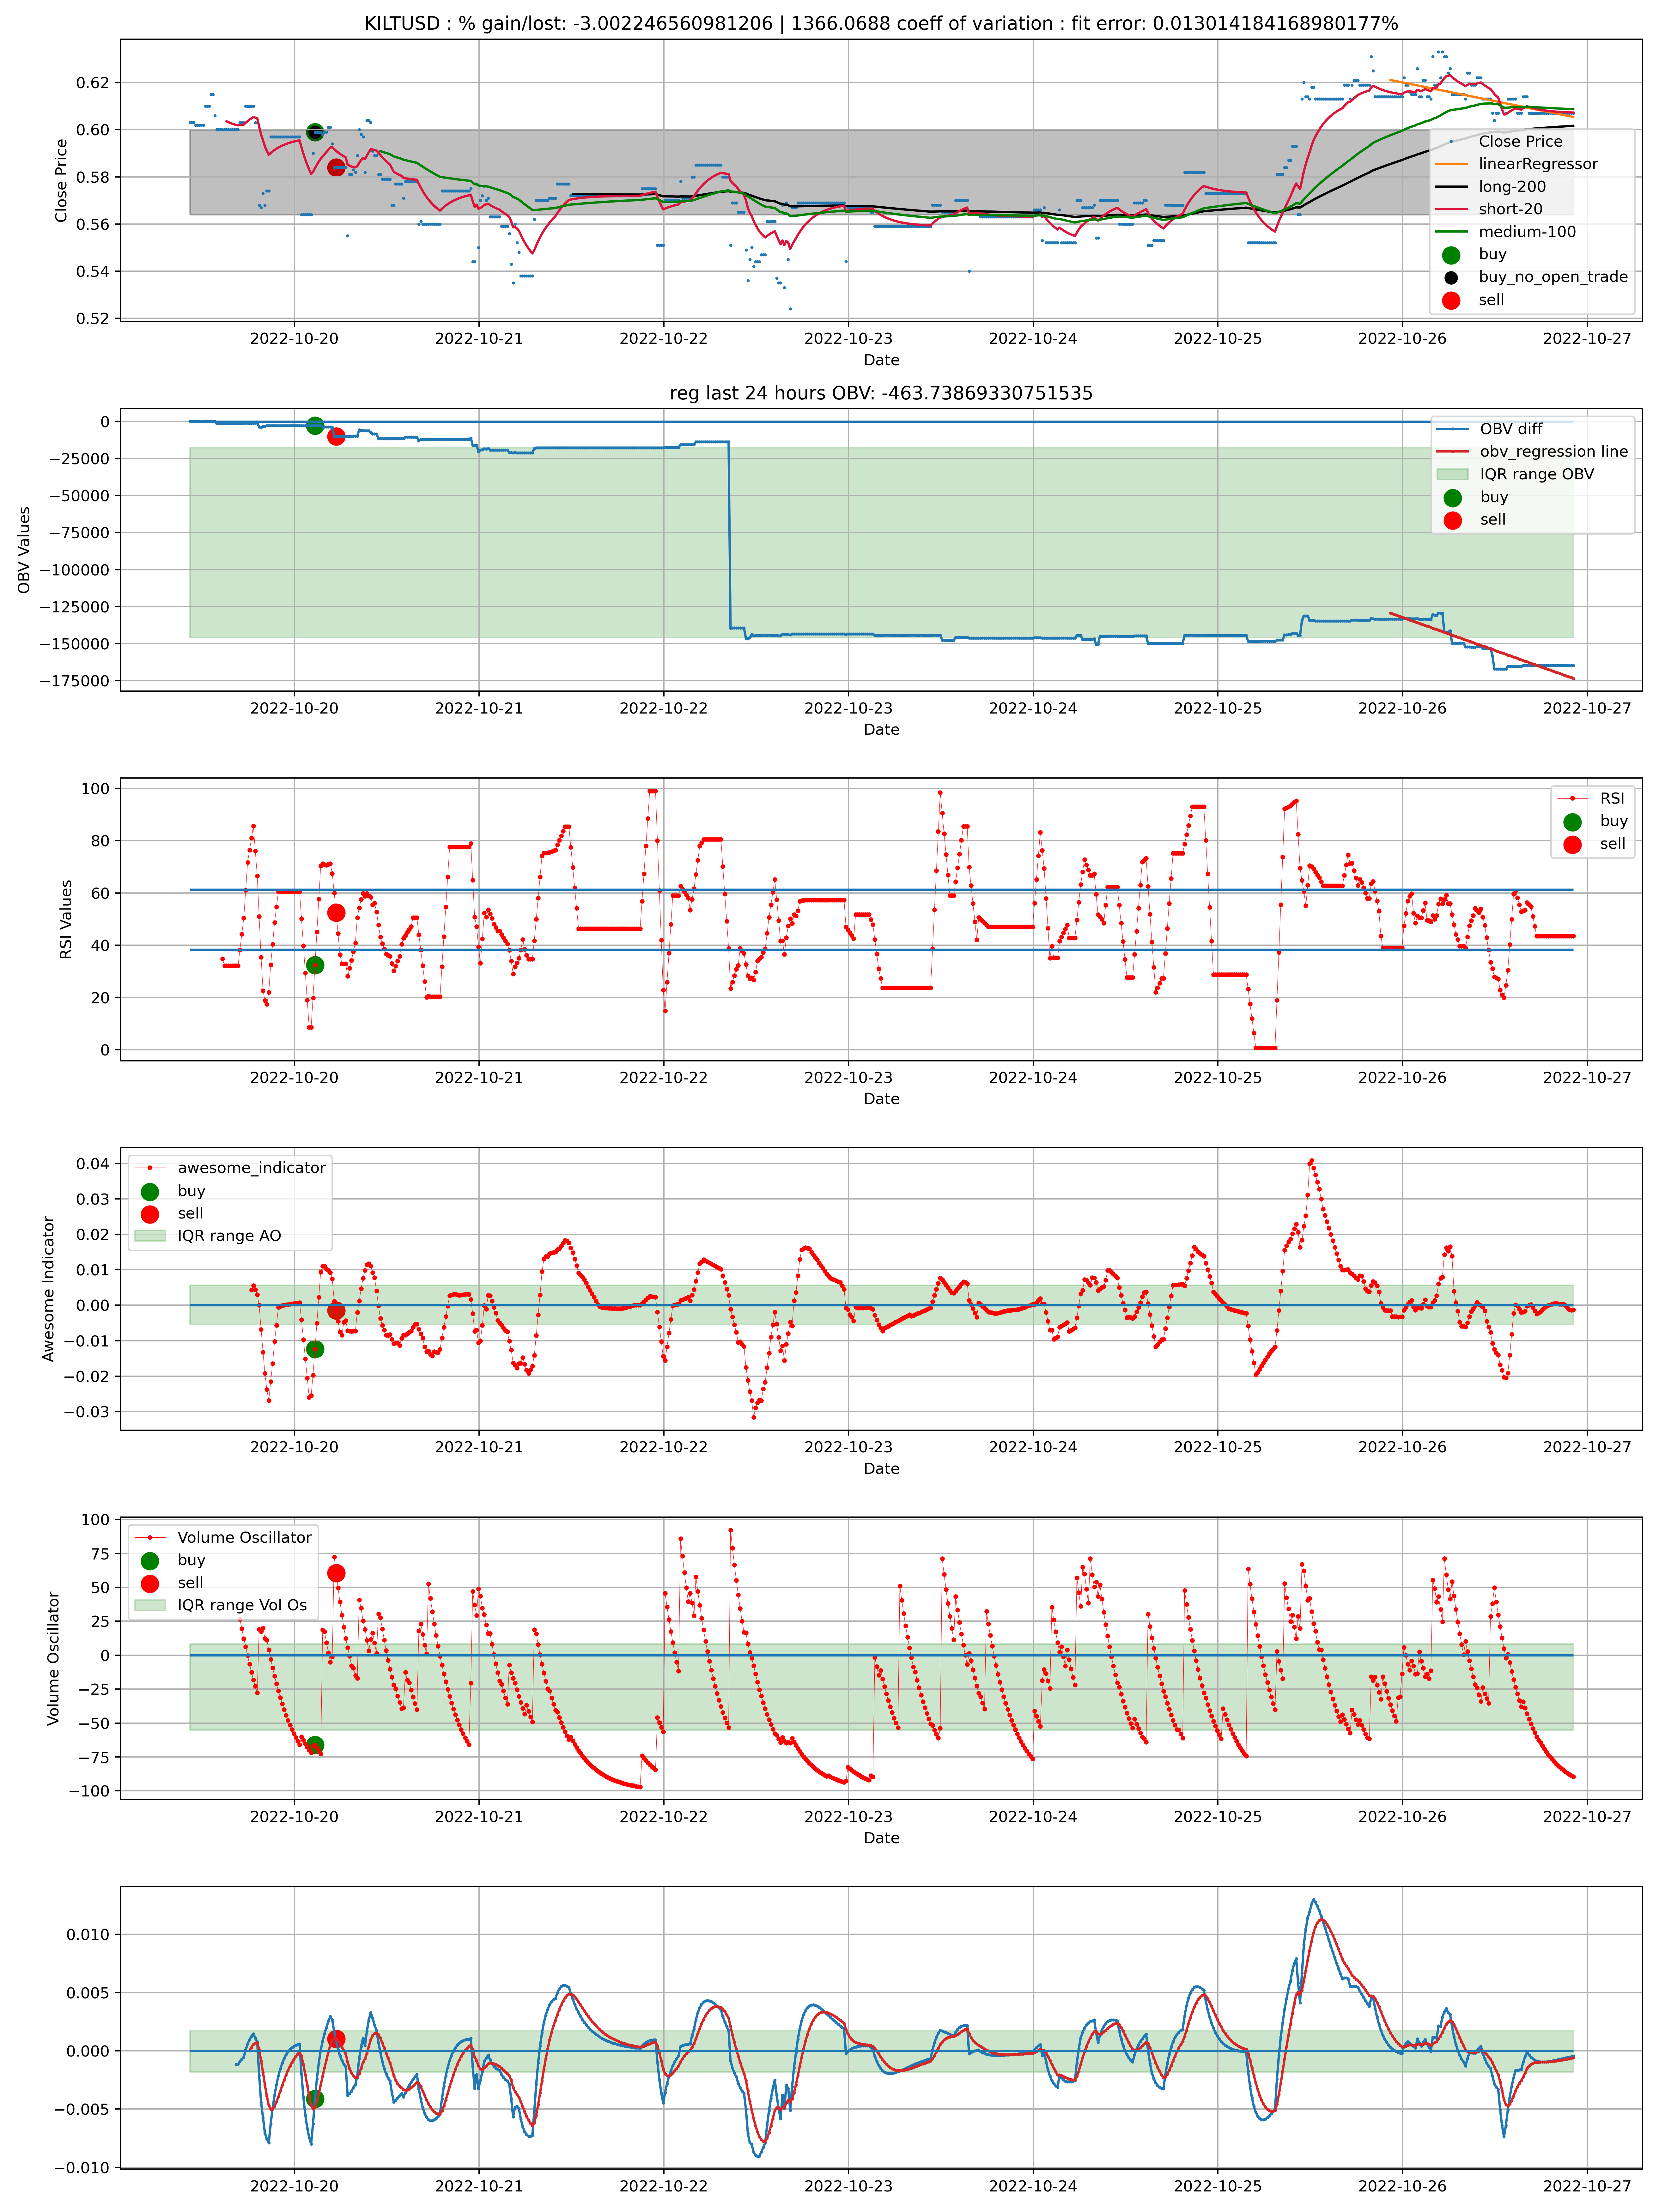 KILTUSD : % gain/lost: -3.002246560981206 | 1366.0688 coeff of variation : fit error: 0.013014184168980177%
Close Price
0.62
0.60
0.58
0.56
0.54
0.52
Close Price
linearRegressor
long-200
short-20
medium-100
buy
buy_no_open_trade
sell
2022-10-20 2022-10-21 2022-10-22 2022-10-23 2022-10-24 2022-10-25 2022-10-26 2022-10-27
Date
reg last 24 hours OBV: -463.73869330751535
OBV Values
0
−25000
−50000
−75000
−100000
−125000
−150000
−175000
OBV diff
obv_regression line
IQR range OBV
buy
sell
2022-10-20 2022-10-21 2022-10-22 2022-10-23 2022-10-24 2022-10-25 2022-10-26 2022-10-27
Date
RSI Values
100
80
60
40
20
0
RSI
buy
sell
2022-10-20 2022-10-21 2022-10-22 2022-10-23 2022-10-24 2022-10-25 2022-10-26 2022-10-27
Date
Awesome Indicator
0.04
0.03
0.02
0.01
0.00
−0.01
−0.02
−0.03
awesome_indicator
buy
sell
IQR range AO
2022-10-20 2022-10-21 2022-10-22 2022-10-23 2022-10-24 2022-10-25 2022-10-26 2022-10-27
Date
Volume Oscillator
100
75
50
25
0
−25
−50
−75
−100
Volume Oscillator
buy
sell
IQR range Vol Os
2022-10-20 2022-10-21 2022-10-22 2022-10-23 2022-10-24 2022-10-25 2022-10-26 2022-10-27
Date
0.010
0.005
0.000
−0.005
−0.010
2022-10-20 2022-10-21 2022-10-22 2022-10-23 2022-10-24 2022-10-25 2022-10-26 2022-10-27